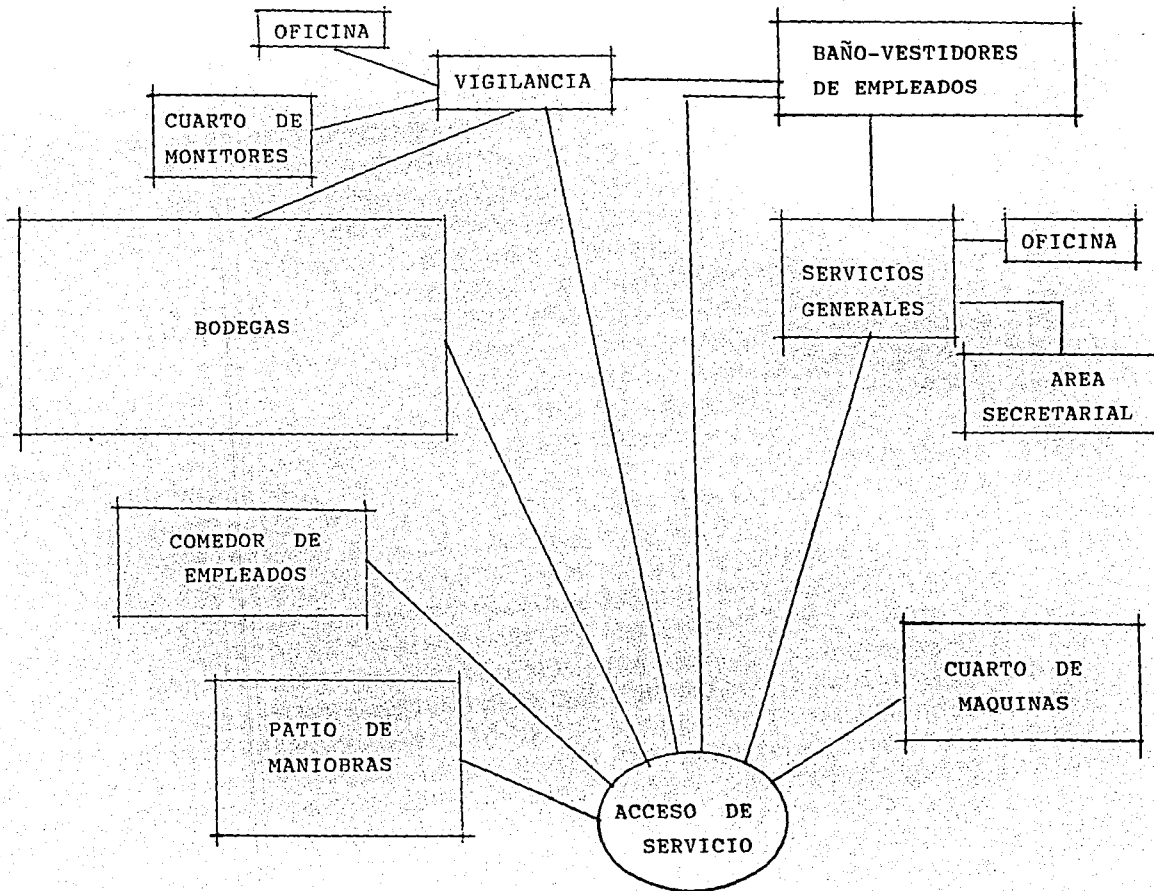 OFICINA
VIGILANCIA
BAÑO-VESTIDORES
DE EMPLEADOS
CUARTO DE
MONITORES
OFICINA
SERVICIOS
GENERALES
BODEGAS
AREA
SECRETARIAL
COMEDOR DE
EMPLEADOS
CUARTO DE
MAQUINAS
PATIO DE
MANIOBRAS
ACCESO DE
SERVICIO